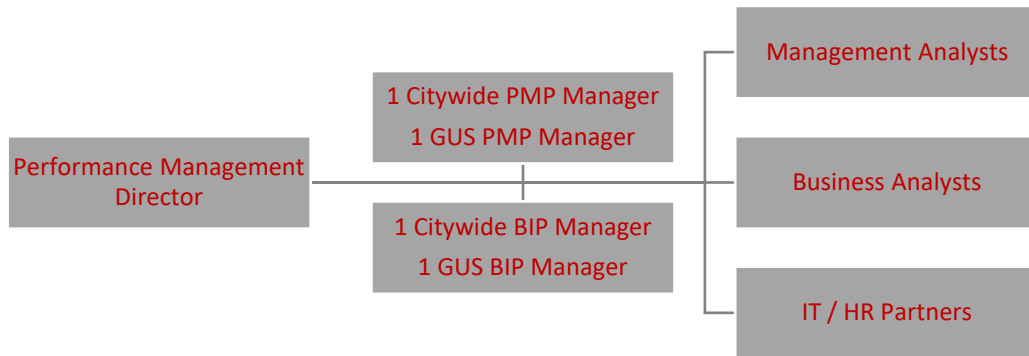 Performance Management
Director
1 Citywide PMP Manager
1 GUS PMP Manager
1 Citywide BIP Manager
1 GUS BIP Manager
Management Analysts
Business Analysts
IT / HR Partners